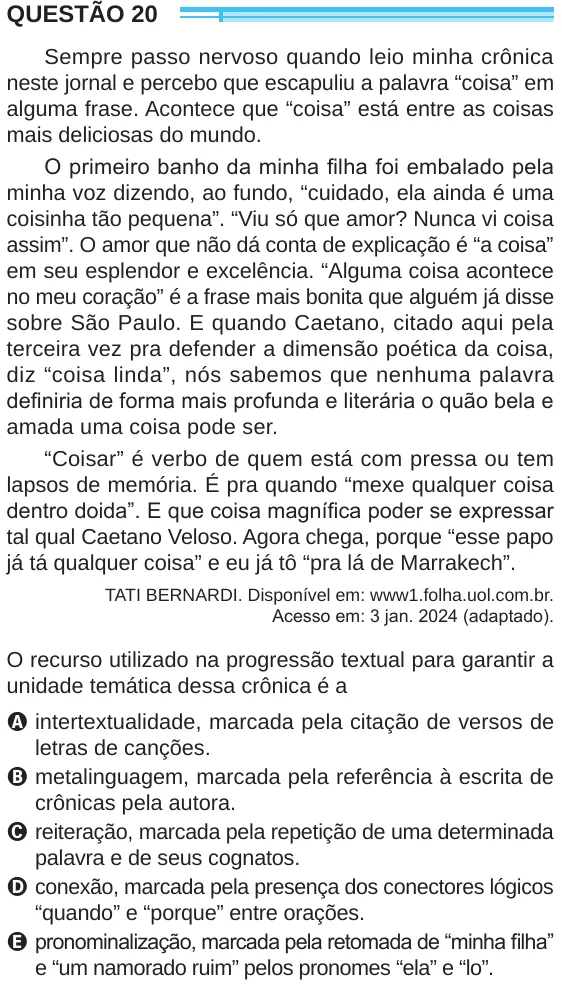 QUESTÃO 20
Sempre passo nervoso quando leio minha crônica
neste jornal e percebo que escapuliu a palavra “coisa” em
alguma frase. Acontece que “coisa” está entre as coisas
mais deliciosas do mundo.
O primeiro banho da minha filha foi embalado pela
minha voz dizendo, ao fundo, “cuidado, ela ainda é uma
coisinha tão pequena”. “Viu só que amor? Nunca vi coisa
assim”. O amor que não dá conta de explicação é “a coisa”
em seu esplendor e excelência. “Alguma coisa acontece
no meu coração” é a frase mais bonita que alguém já disse
sobre São Paulo. E quando Caetano, citado aqui pela
terceira vez pra defender a dimensão poética da coisa,
diz “coisa linda”, nós sabemos que nenhuma palavra
definiria de forma mais profunda e literária o quão bela e
amada uma coisa pode ser.
“Coisar” é verbo de quem está com pressa ou tem
lapsos de memória. É pra quando “mexe qualquer coisa
dentro doida”. E que coisa magnífica poder se expressar
tal qual Caetano Veloso. Agora chega, porque “esse papo
já tá qualquer coisa” e eu já tô “pra lá de Marrakech”.
TATI BERNARDI. Disponível em: www1.folha.uol.com.br.
Acesso em: 3 jan. 2024 (adaptado).
O recurso utilizado na progressão textual para garantir a
unidade temática dessa crônica é a
A intertextualidade, marcada pela citação de versos de
letras de canções.
B metalinguagem, marcada pela referência à escrita de
crônicas pela autora.
C reiteração, marcada pela repetição de uma determinada
palavra e de seus cognatos.
D conexão, marcada pela presença dos conectores lógicos
“quando” e “porque” entre orações.
E pronominalização, marcada pela retomada de “minha filha”
e “um namorado ruim” pelos pronomes “ela” e “lo”.